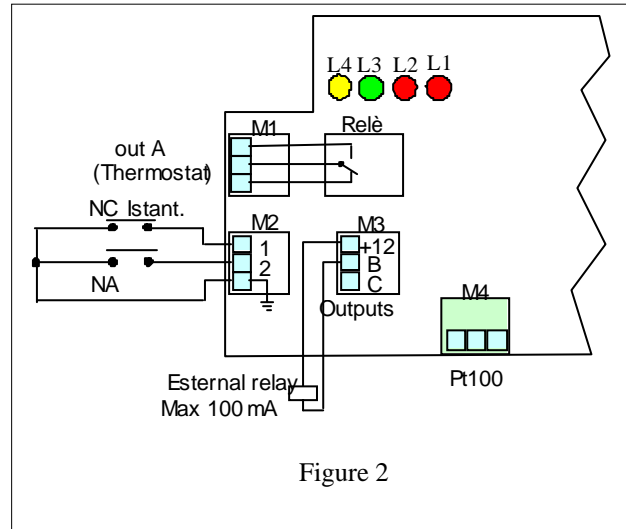 L4 L3 L2 L1
M1
Relè
out A
(Thermostat)
NC Istant.
M2
M3
1
+12
2
B
NA
C
Outputs
M4
Esternal relay
Max 100 mA
Pt100
Figure 2